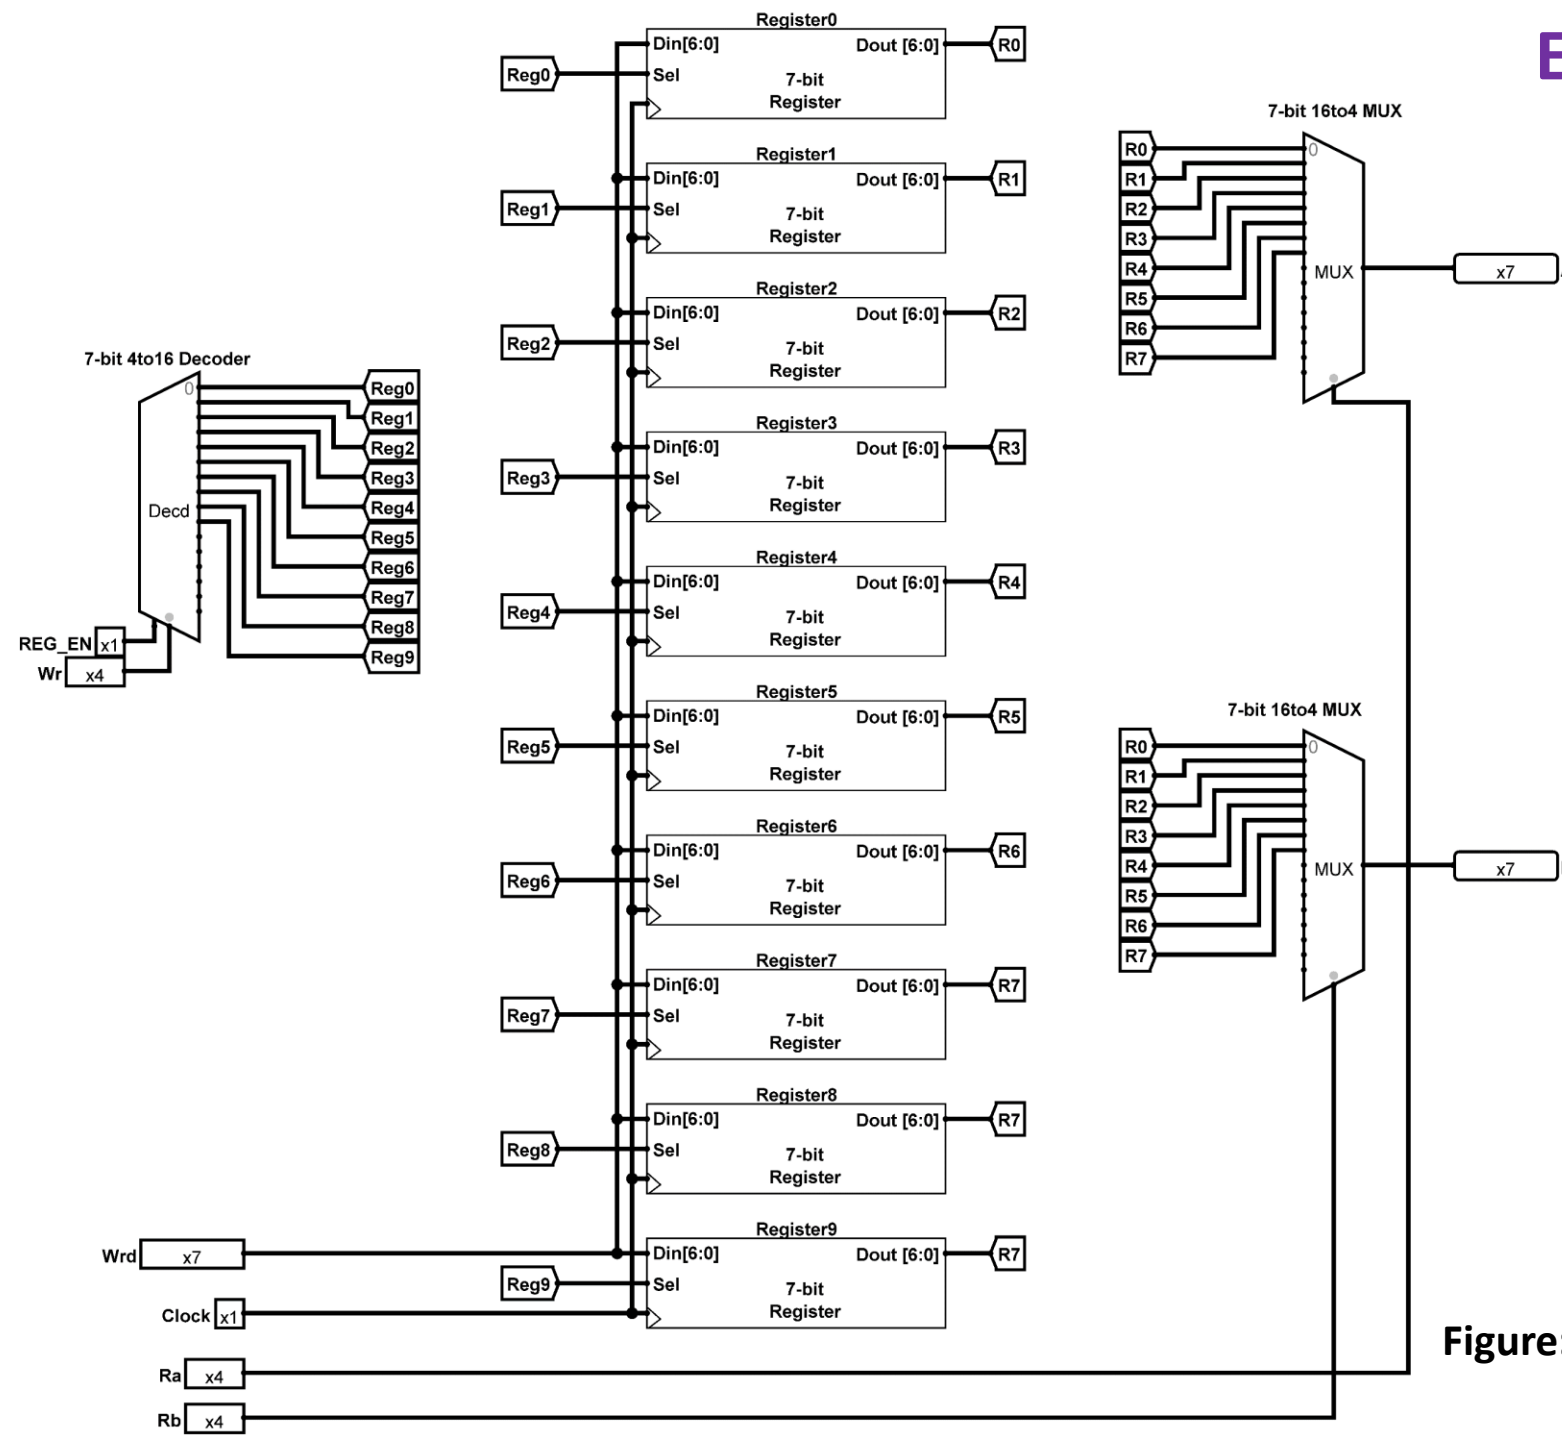 E
7-bit 4to16 Decoder
0
Decd
Reg0
Reg1
Reg2
Reg3
Reg4
Reg5
Reg6
Reg7
Reg8
Reg9
REG_EN x1
Wr x4
Register0
Reg0
Din[6:0] Dout [6:0]
Sel
7-bit
Register
R0
Register1
Reg1
Din[6:0] Dout [6:0]
Sel
7-bit
Register
R1
Register2
Reg2
Din[6:0] Dout [6:0]
Sel
7-bit
Register
R2
Register3
Reg3
Din[6:0] Dout [6:0]
Sel
7-bit
Register
R3
Register4
Reg4
Din[6:0] Dout [6:0]
Sel
7-bit
Register
R4
Register5
Reg5
Din[6:0] Dout [6:0]
Sel
7-bit
Register
R5
Register6
Reg6
Din[6:0] Dout [6:0]
Sel
7-bit
Register
R6
Register7
Reg7
Din[6:0] Dout [6:0]
Sel
7-bit
Register
R7
Register8
Reg8
Din[6:0] Dout [6:0]
Sel
7-bit
Register
R7
Register9
Reg9
Din[6:0] Dout [6:0]
Sel
7-bit
Register
R7
Wrd x7
Clock x1
Ra x4
Rb x4
7-bit 16to4 MUX
R0
R1
R2
R3
R4
R5
R6
R7
0
MUX
x7
7-bit 16to4 MUX
R0
R1
R2
R3
R4
R5
R6
R7
0
MUX
x7
Figure: